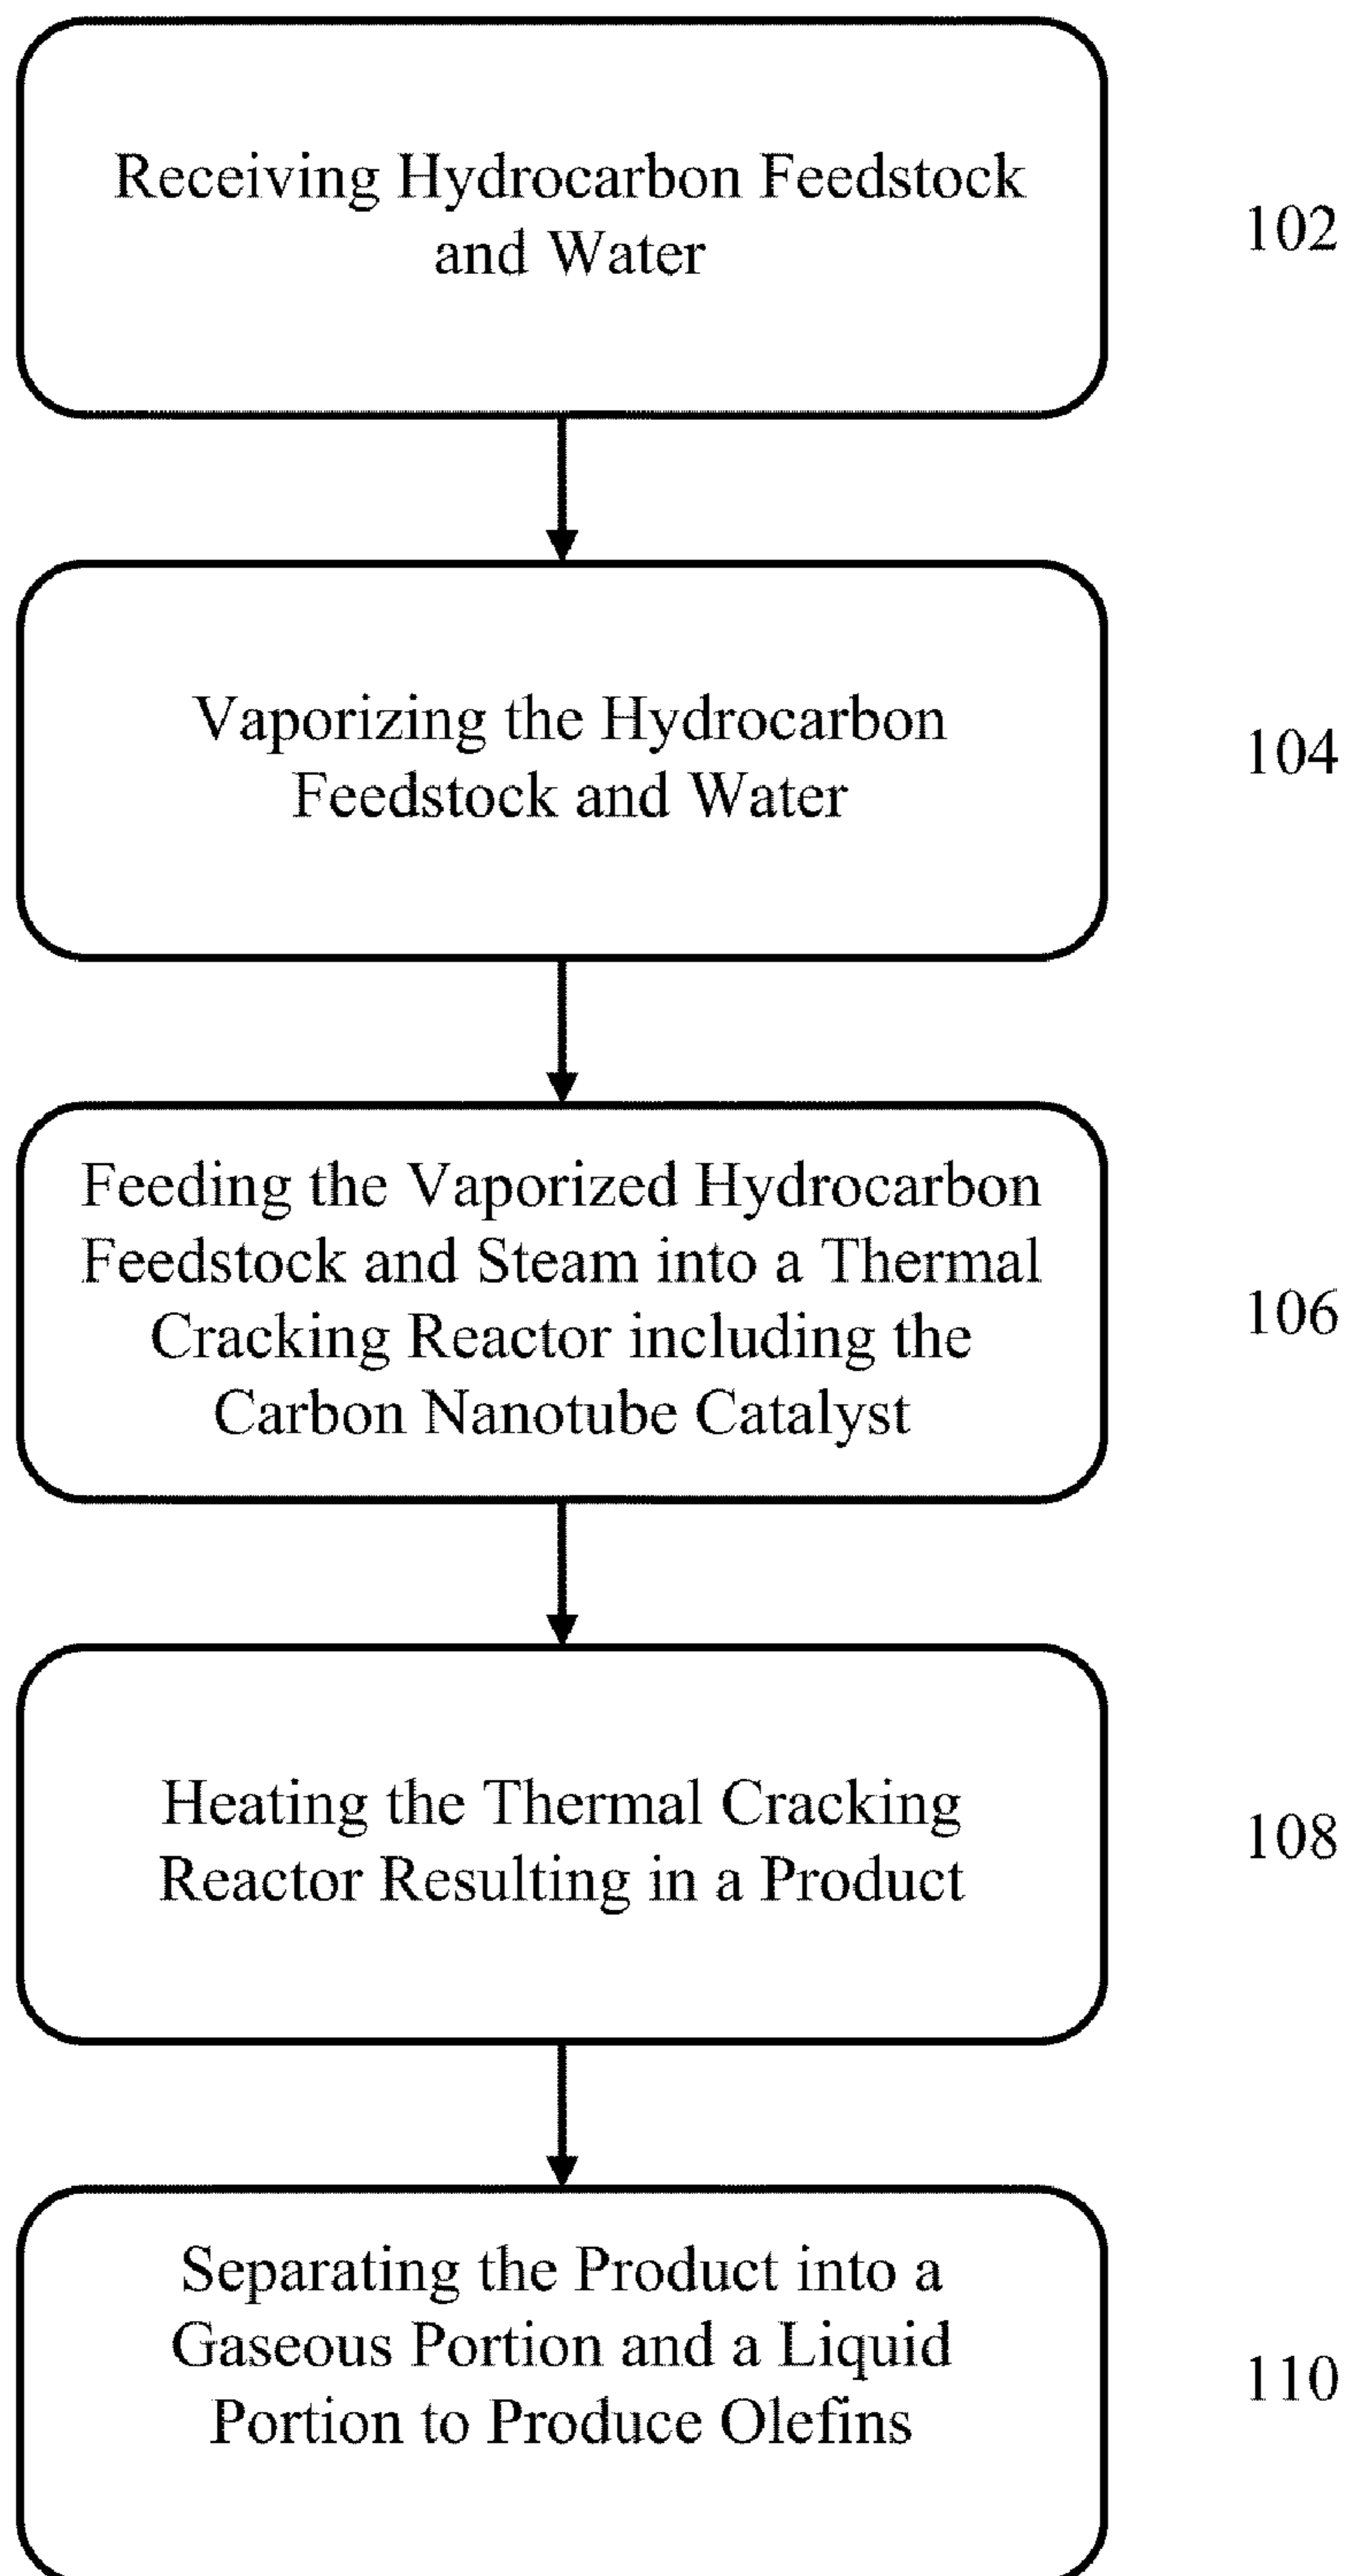 Receiving Hydrocarbon Feedstock
and Water
102
Vaporizing the Hydrocarbon
Feedstock and Water
104
Feeding the Vaporized Hydrocarbon
Feedstock and Steam into a Thermal
Cracking Reactor including the
Carbon Nanotube Catalyst
106
Heating the Thermal Cracking
Reactor Resulting in a Product
108
Separating the Product into a
Gaseous Portion and a Liquid
Portion to Produce Olefins
110